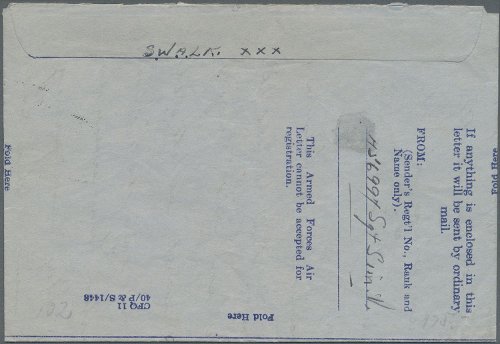 S.W.A.L.K. XXX
If anything is enclosed in this
letter it will be sent by ordinary
mail.
FROM:
(Sender's Regt'l No., Rank and
Name only).
Sgt
This Armed Forces Air
Letter cannot be accepted for
registration.
Fold Here
Fold Here
Fold Here
CPQ 11
40/P & S/1448